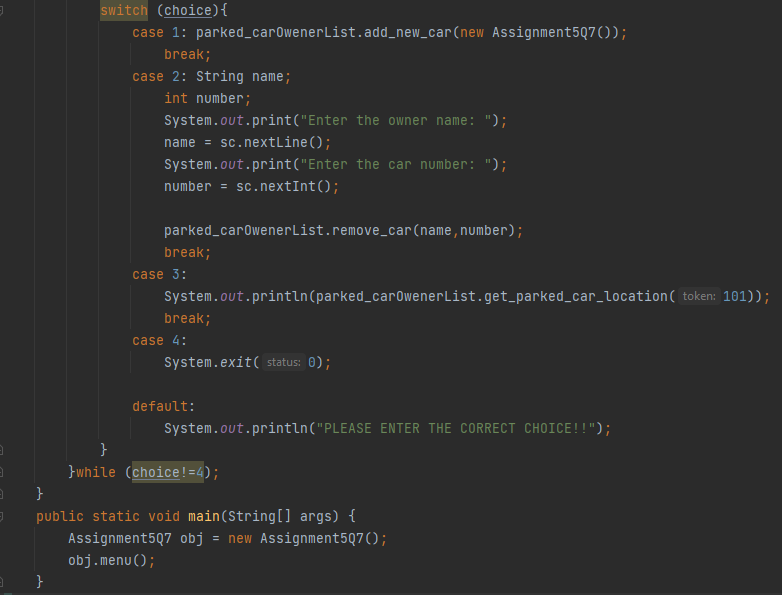 switch (choice){
case 1: parked_carOwenerList.add_new_car(new Assignment5Q7());
break;
case 2: String name;
int number;
System.out.print("Enter the owner name: ");
name = sc.nextLine();
System.out.print("Enter the car number: ");
number = sc.nextInt();
parked_carOwenerList.remove_car(name,number);
break;
case 3:
System.out.println(parked_carOwenerList.get_parked_car_location( token: 101));
break;
case 4:
System.exit( status: 0);
default:
System.out.println("PLEASE ENTER THE CORRECT CHOICE!!");
}
}while (choice!=4);
}
public static void main(String[] args) {
Assignment5Q7 obj = new Assignment5Q7();
obj.menu();
}